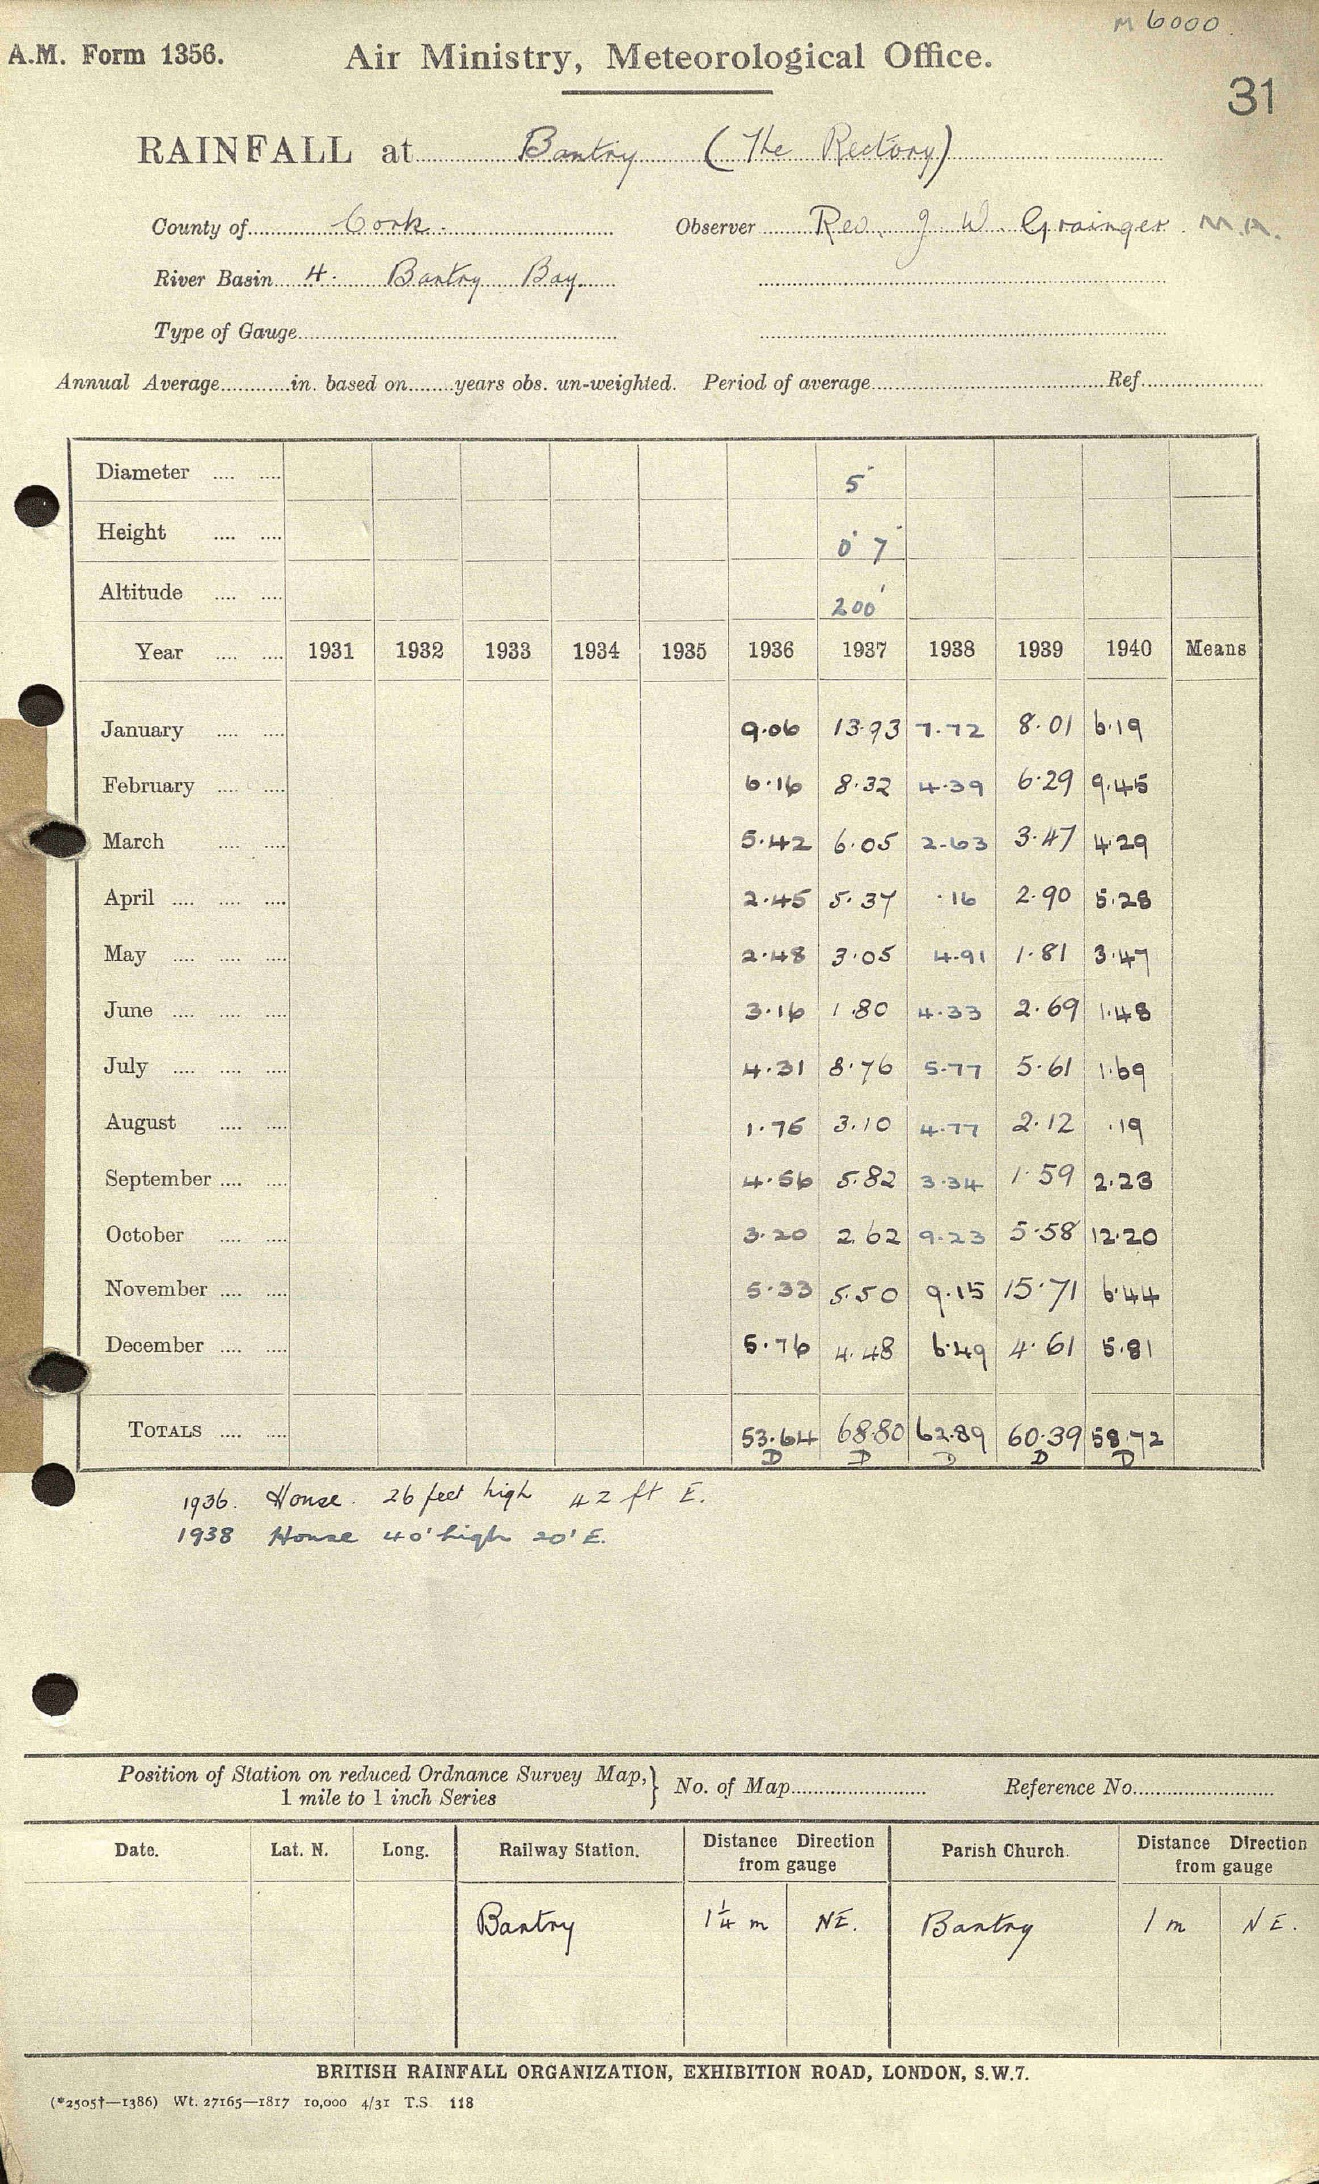 M 6000
A.M. Form 1356. Air Ministry, Meteorological Office.
31
RAINFALL at Bantry (The Rectory)
County of Cork. Observer Rev. J W. Grainger. M.A.
River Basin 4. Bantry Bay.
Type of Gauge
Annual Average in. based on years obs. un-weighted. Period of average Ref
Diameter 5"
Height 0' 7"
Altitude 200'
Year 1931 1932 1933 1934 1935 1936 1937 1938 1939 1940 Means
January 9.06 13.93 7.72 8.01 6.19
February 6.16 8.32 4.39 6.29 9.45
March 5.42 6.05 2.63 3.47 4.29
April 2.45 5.37 .16 2.90 5.28
May 2.48 3.05 4.91 1.81 3.47
June 3.16 1.80 4.33 2.69 1.48
July 4.31 8.76 5.77 5.61 1.69
August 1.75 3.10 4.77 2.12 .19
September 4.56 5.82 3.34 1.59 2.23
October 3.20 2.62 9.23 5.58 12.20
November 5.33 5.50 9.15 15.71 6.44
December 5.76 4.48 6.49 4.61 5.81
TOTALS 53.64 68.80 62.89 60.39 58.72
D D D D D
1936. House. 26 feet high 42 ft E.
1938 House 40' high 20' E.
Position of Station on reduced Ordnance Survey Map, 1 mile to 1 inch Series } No. of Map Reference No.
Date. Lat. N. Long. Railway Station. Distance Direction from gauge Parish Church. Distance Direction from gauge
Bantry 1¼ m NE. Bantry 1 m NE.
BRITISH RAINFALL ORGANIZATION, EXHIBITION ROAD, LONDON, S.W.7.
(*2505†—1386) Wt. 27165—1817 10,000 4/31 T.S. 118